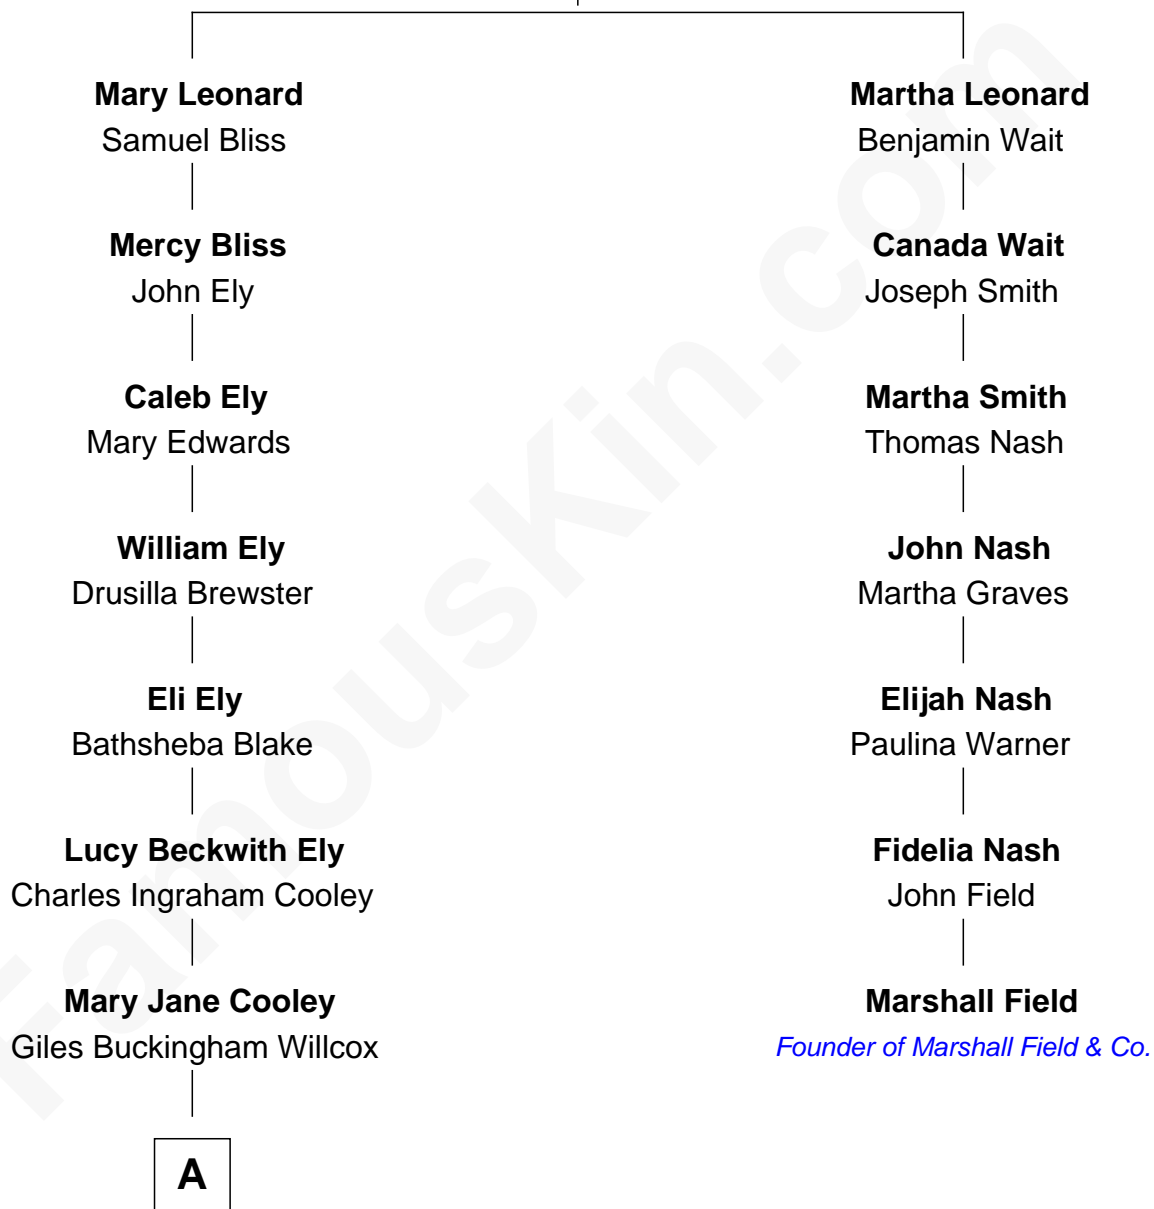 Mary Leonard
Samuel Bliss
Martha Leonard
Benjamin Wait
Mercy Bliss
John Ely
Canada Wait
Joseph Smith
Caleb Ely
Mary Edwards
Martha Smith
Thomas Nash
William Ely
Drusilla Brewster
John Nash
Martha Graves
Eli Ely
Bathsheba Blake
Elijah Nash
Paulina Warner
Lucy Beckwith Ely
Charles Ingraham Cooley
Fidelia Nash
John Field
Mary Jane Cooley
Giles Buckingham Willcox
Marshall Field
Founder of Marshall Field & Co.
A
FamousKin.com